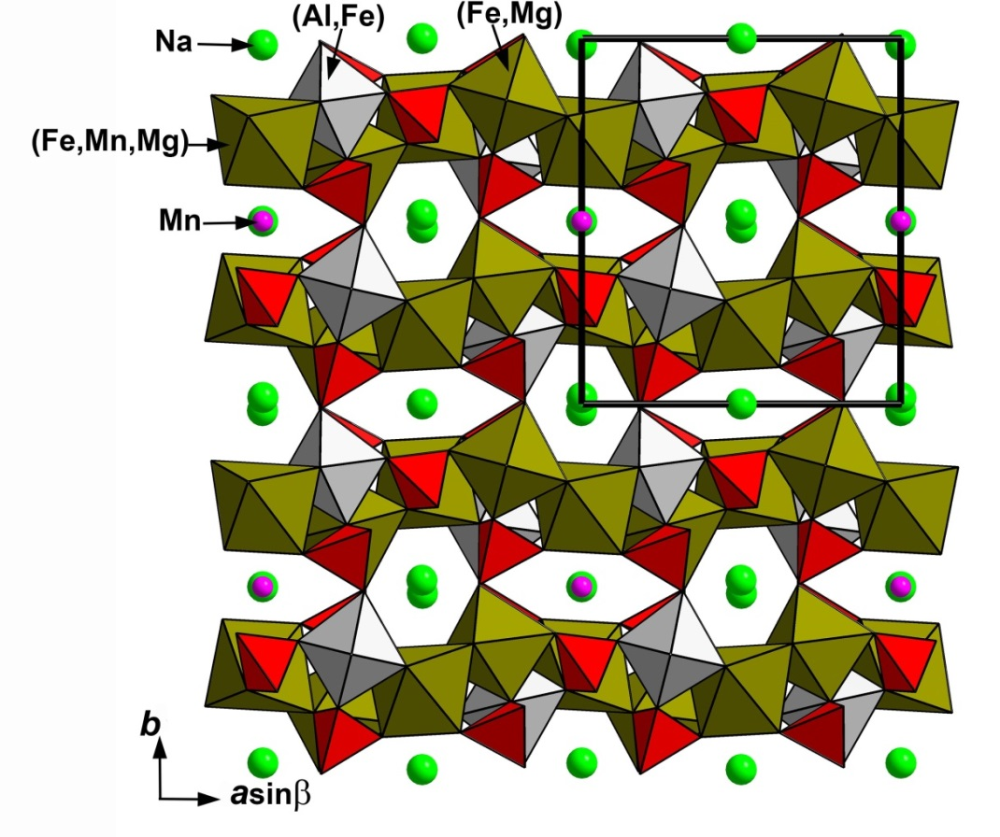 (Al,Fe)
(Fe,Mg)
Na
(Fe,Mn,Mg)
Mn
b
asinβ